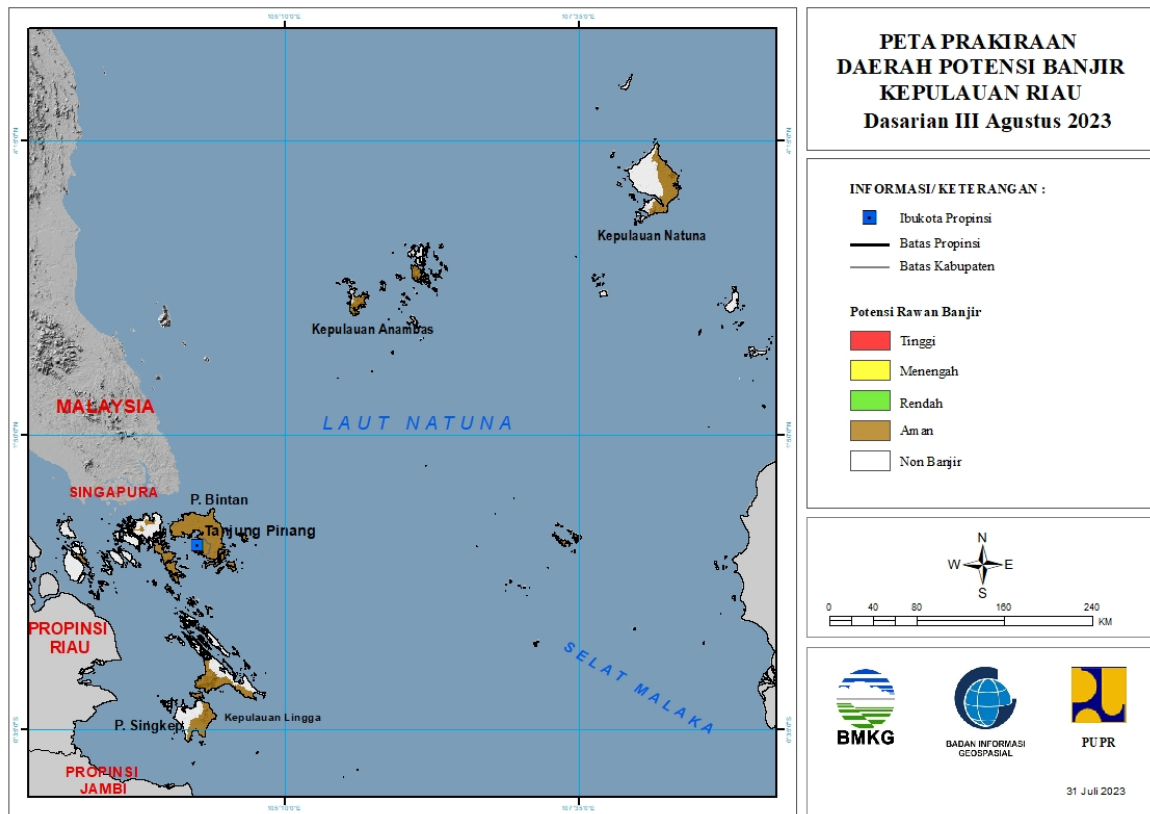 PETA PRAKIRAAN
DAERAH POTENSI BANJIR
KEPULAUAN RIAU
Dasarian III Agustus 2023
INFORMASI/ KETERANGAN :
Ibukota Propinsi
Batas Propinsi
Batas Kabupaten
Potensi Rawan Banjir
Tinggi
Menengah
Rendah
Aman
Non Banjir
N
W E
S
0 40 80 160 240
KM
BMKG
BADAN INFORMASI
GEOSPASIAL
PUPR
31 Juli 2023
Kepulauan Natuna
Kepulauan Anambas
MALAYSIA
LAUT NATUNA
SINGAPURA
P. Bintan
Tanjung Pinang
PROPINSI
RIAU
SELAT MALAKA
P. Singkep
Kepulauan Lingga
PROPINSI
JAMBI